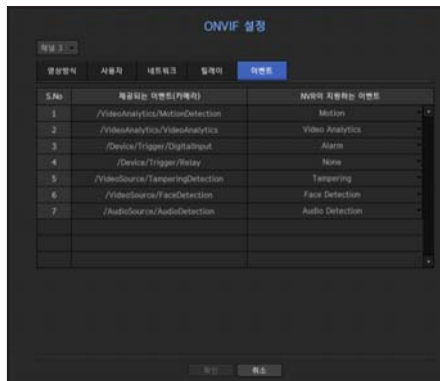 ONVIF 설정
채널 3
영상방식 사용자 네트워크 릴레이 이벤트
S.No 제공되는 이벤트(카메라) NVR이 지원하는 이벤트
1 /VideoAnalytics/MotionDetection Motion
2 /VideoAnalytics/VideoAnalytics Video Analytics
3 /Device/Trigger/DigitalInput Alarm
4 /Device/Trigger/Relay None
5 /VideoSource/TamperingDetection Tampering
6 /VideoSource/FaceDetection Face Detection
7 /AudioSource/AudioDetection Audio Detection
확인 취소